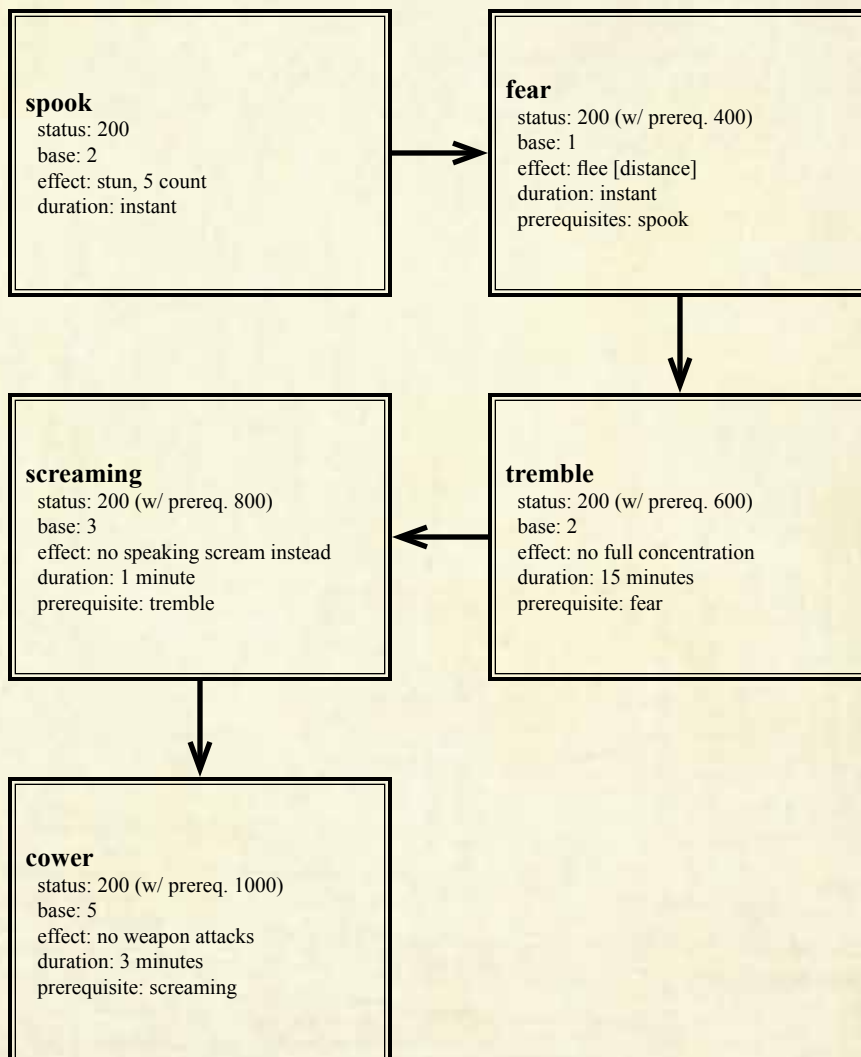 spook
status: 200
base: 2
effect: stun, 5 count
duration: instant
fear
status: 200 (w/ prereq. 400)
base: 1
effect: flee [distance]
duration: instant
prerequisites: spook
screaming
status: 200 (w/ prereq. 800)
base: 3
effect: no speaking scream instead
duration: 1 minute
prerequisite: tremble
tremble
status: 200 (w/ prereq. 600)
base: 2
effect: no full concentration
duration: 15 minutes
prerequisite: fear
cower
status: 200 (w/ prereq. 1000)
base: 5
effect: no weapon attacks
duration: 3 minutes
prerequisite: screaming